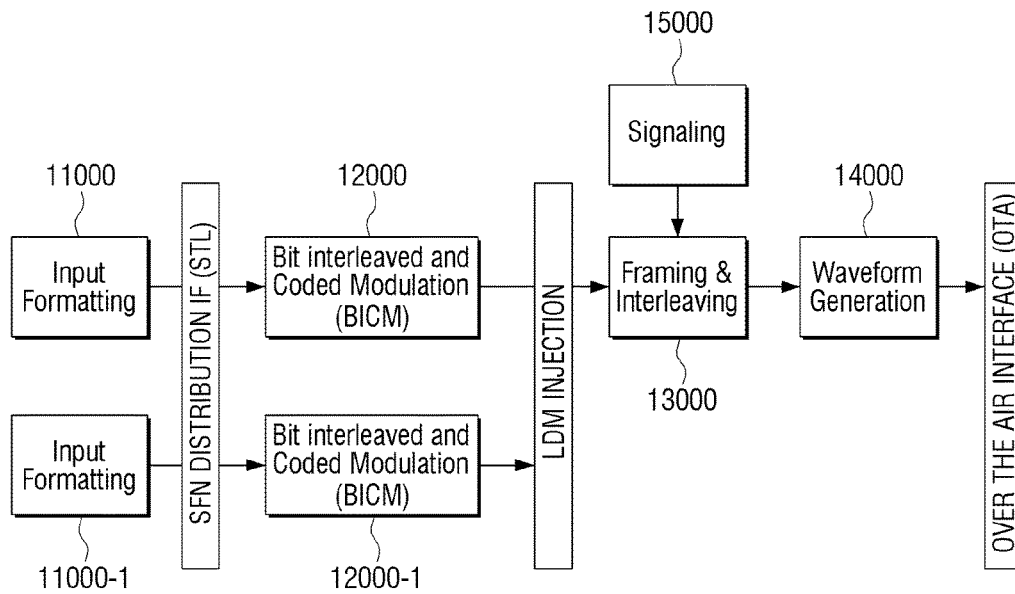 15000
Signaling
11000
12000
14000
Input
Formatting
SFN DISTRIBUTION IF (STL)
Bit interleaved and
Coded Modulation
(BICM)
LDM INJECTION
Framing &
Interleaving
Waveform
Generation
OVER THE AIR INTERFACE (OTA)
13000
Input
Formatting
Bit interleaved and
Coded Modulation
(BICM)
11000-1
12000-1